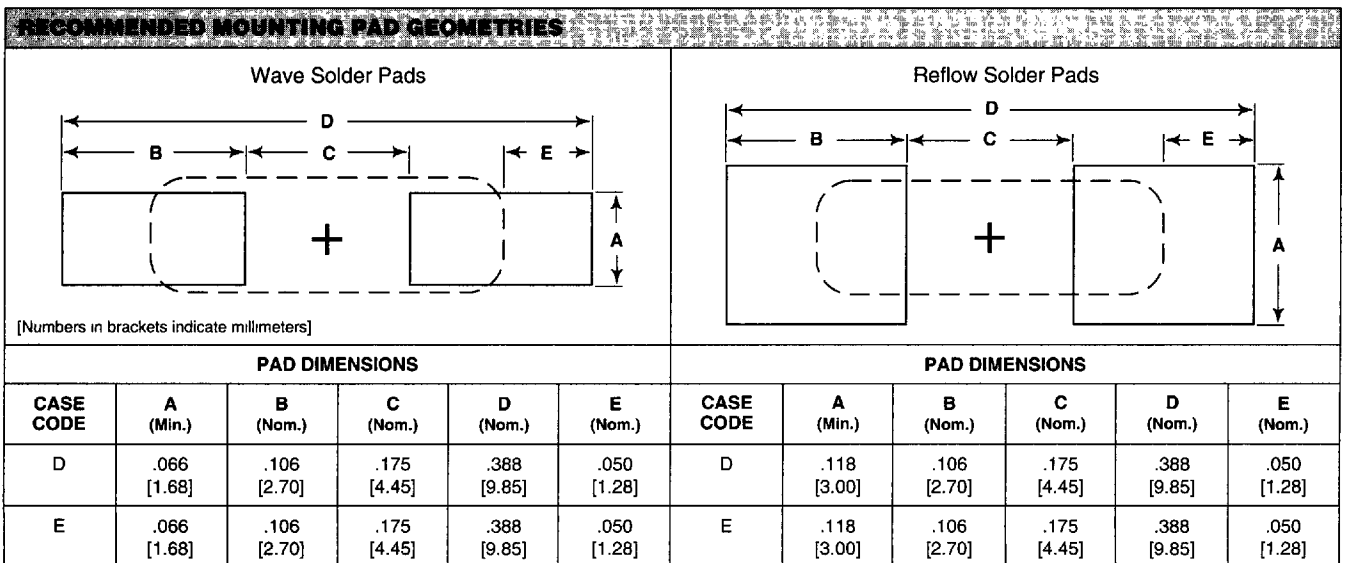 RECOMMENDED MOUNTING PAD GEOMETRIES
Wave Solder Pads
D
B C E
A
[Numbers in brackets indicate millimeters]
Reflow Solder Pads
D
B C E
A
PAD DIMENSIONS PAD DIMENSIONS
CASE CODE A (Min.) B (Nom.) C (Nom.) D (Nom.) E (Nom.) CASE CODE A (Min.) B (Nom.) C (Nom.) D (Nom.) E (Nom.)
D .066 .106 .175 .388 .050 D .118 .106 .175 .388 .050
[1.68] [2.70] [4.45] [9.85] [1.28] [3.00] [2.70] [4.45] [9.85] [1.28]
E .066 .106 .175 .388 .050 E .118 .106 .175 .388 .050
[1.68] [2.70] [4.45] [9.85] [1.28] [3.00] [2.70] [4.45] [9.85] [1.28]